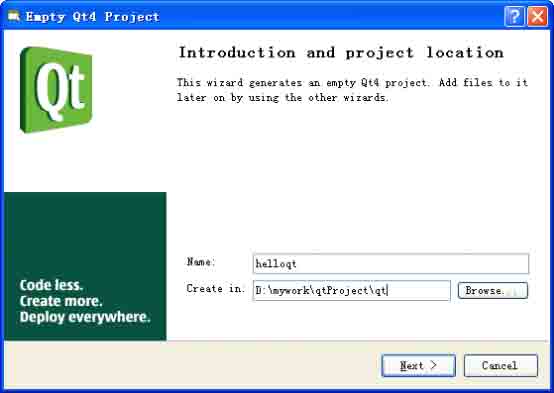 Empty Qt4 Project
Qt
Introduction and project location
This wizard generates an empty Qt4 project. Add files to it
later on by using the other wizards.
Name:
helloqt
Create in:
D:\mywork\qtProject\qt
Browse...
Code less.
Create more.
Deploy everywhere.
Next >
Cancel